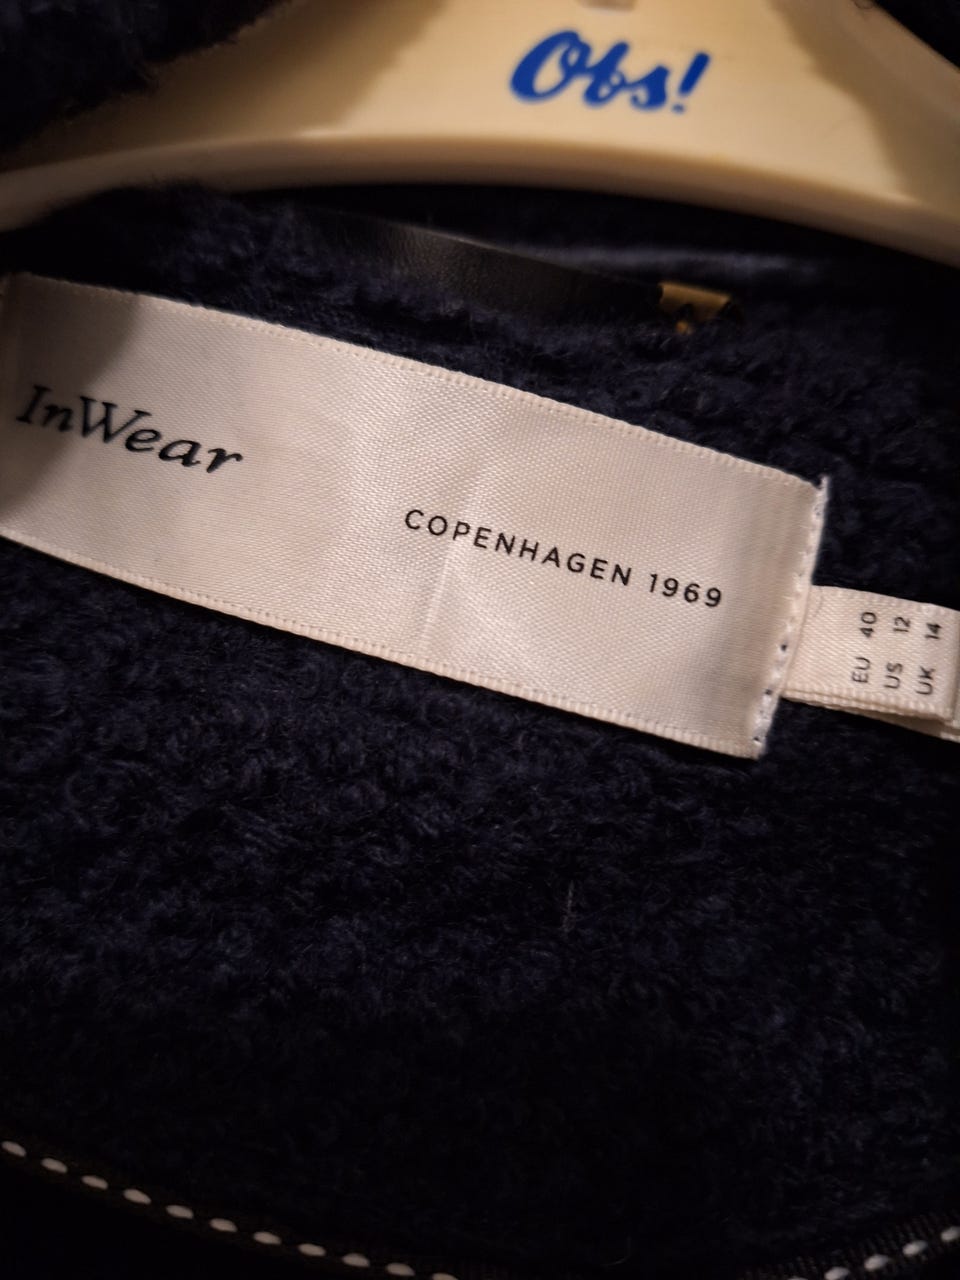 Obs!
InWear
COPENHAGEN 1969
EU 40
US 12
UK 14